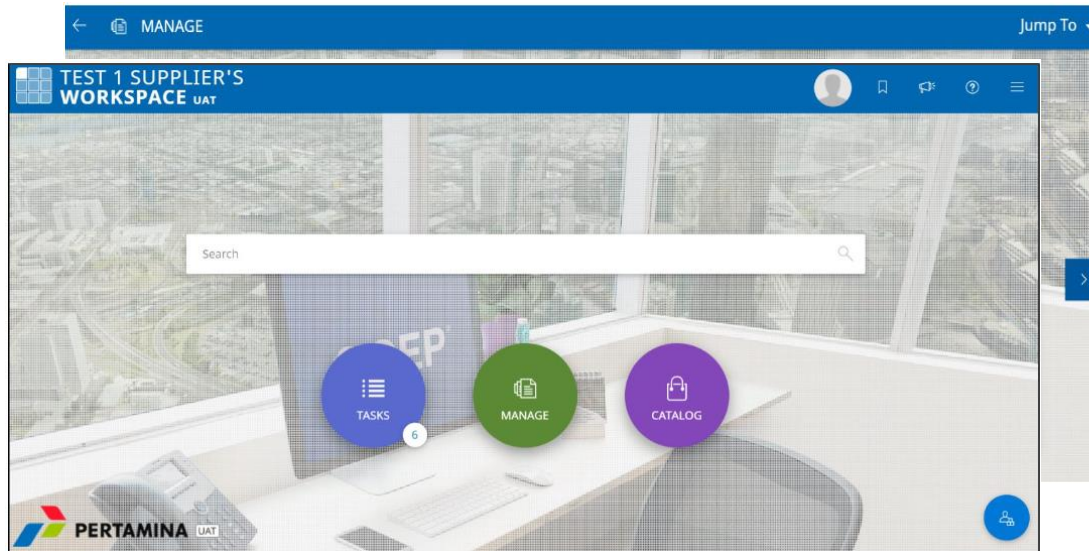 MANAGE
Jump To
TEST 1 SUPPLIER'S
WORKSPACE UAT
Search
TASKS
6
MANAGE
CATALOG
PERTAMINA UAT